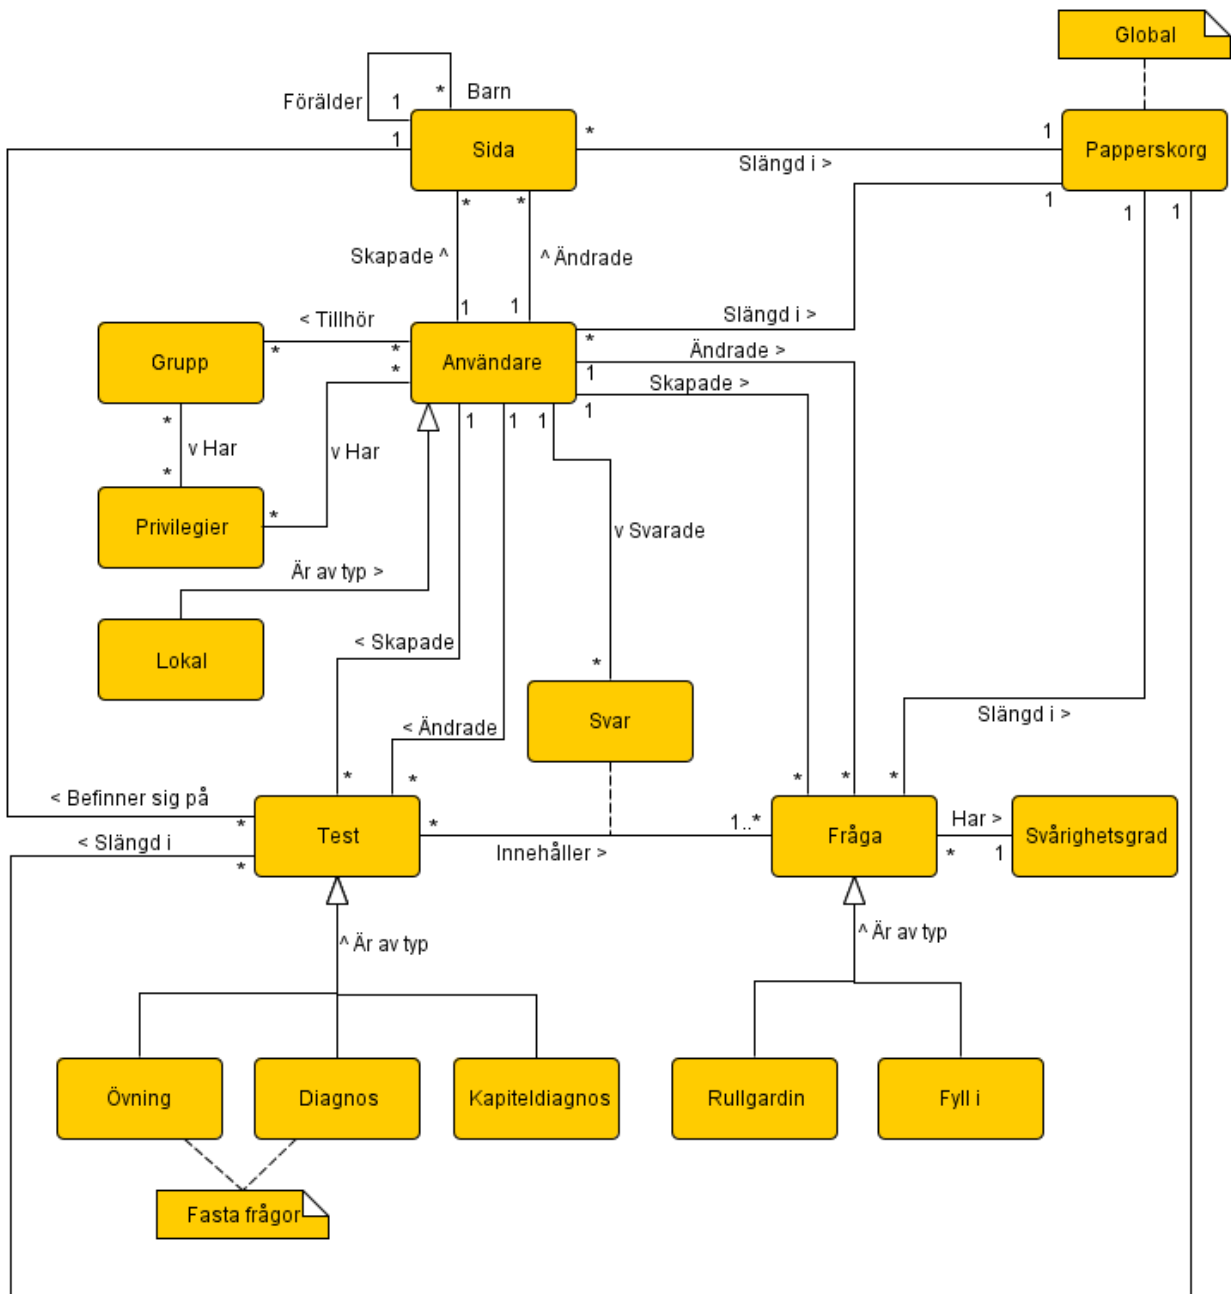 Global
Förälder
1
*
Barn
1
Sida
*
Slängd i >
1
Papperskorg
*
*
1
1
1
Skapade ^
^ Ändrade
1
1
< Tillhör
Slängd i >
Grupp
*
*
*
Användare
*
1
1
Ändrade >
Skapade >
*
v Har
*
v Har
1
1
1
Privilegier
*
v Svarade
Är av typ >
Lokal
< Skapade
*
Svar
Slängd i >
< Ändrade
*
*
*
*
*
< Befinner sig på
*
Test
*
Innehåller >
1..*
Fråga
Har >
*
1
Svårighetsgrad
< Slängd i
*
^ Är av typ
^ Är av typ
Övning
Diagnos
Kapiteldiagnos
Rullgardin
Fyll i
Fasta frågor